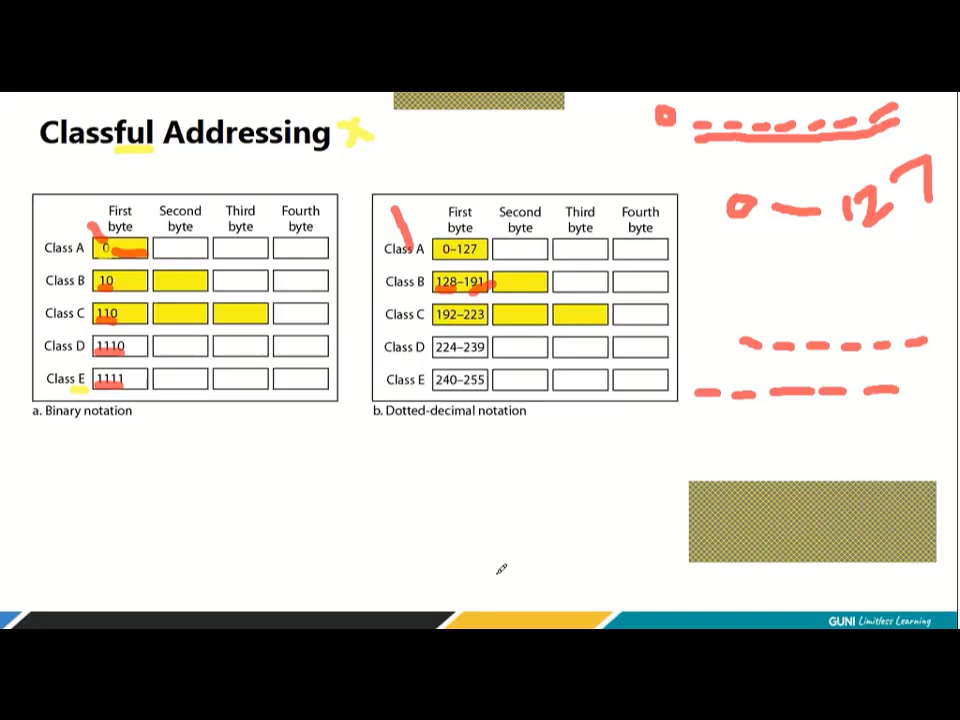 Classful Addressing
0
0 – 127
First Second Third Fourth
byte byte byte byte
Class A 0
Class B 10
Class C 110
Class D 1110
Class E 1111
a. Binary notation
First Second Third Fourth
byte byte byte byte
Class A 0–127
Class B 128–191
Class C 192–223
Class D 224–239
Class E 240–255
b. Dotted-decimal notation
GUNI Limitless Learning